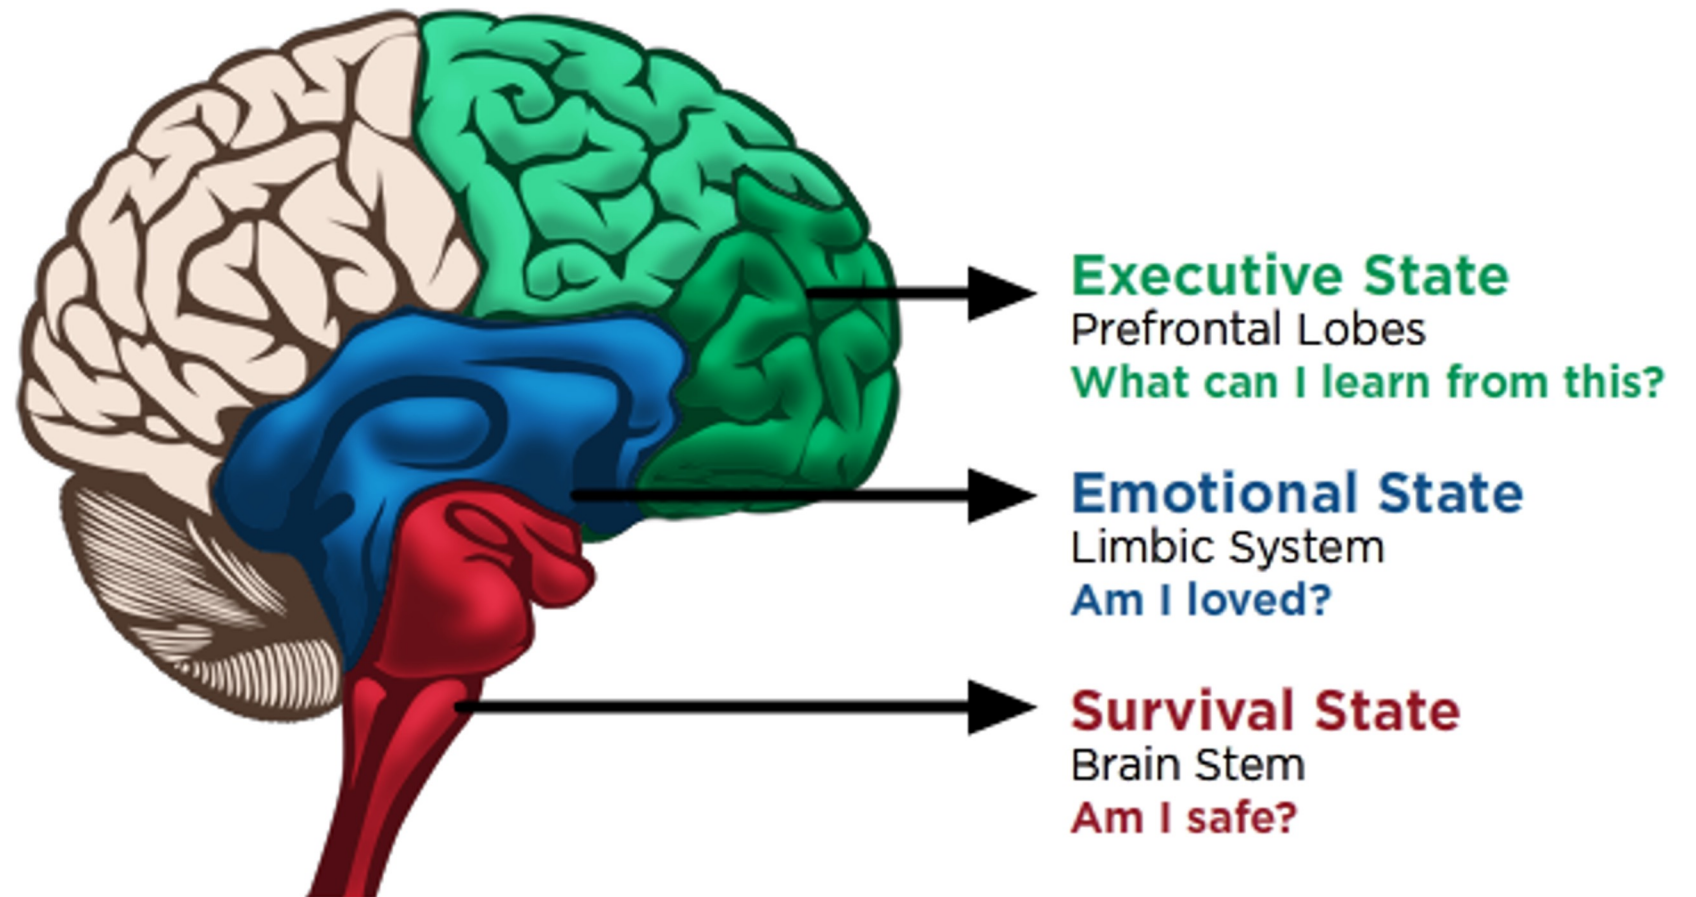 Executive State
Prefrontal Lobes
What can I learn from this?
Emotional State
Limbic System
Am I loved?
Survival State
Brain Stem
Am I safe?